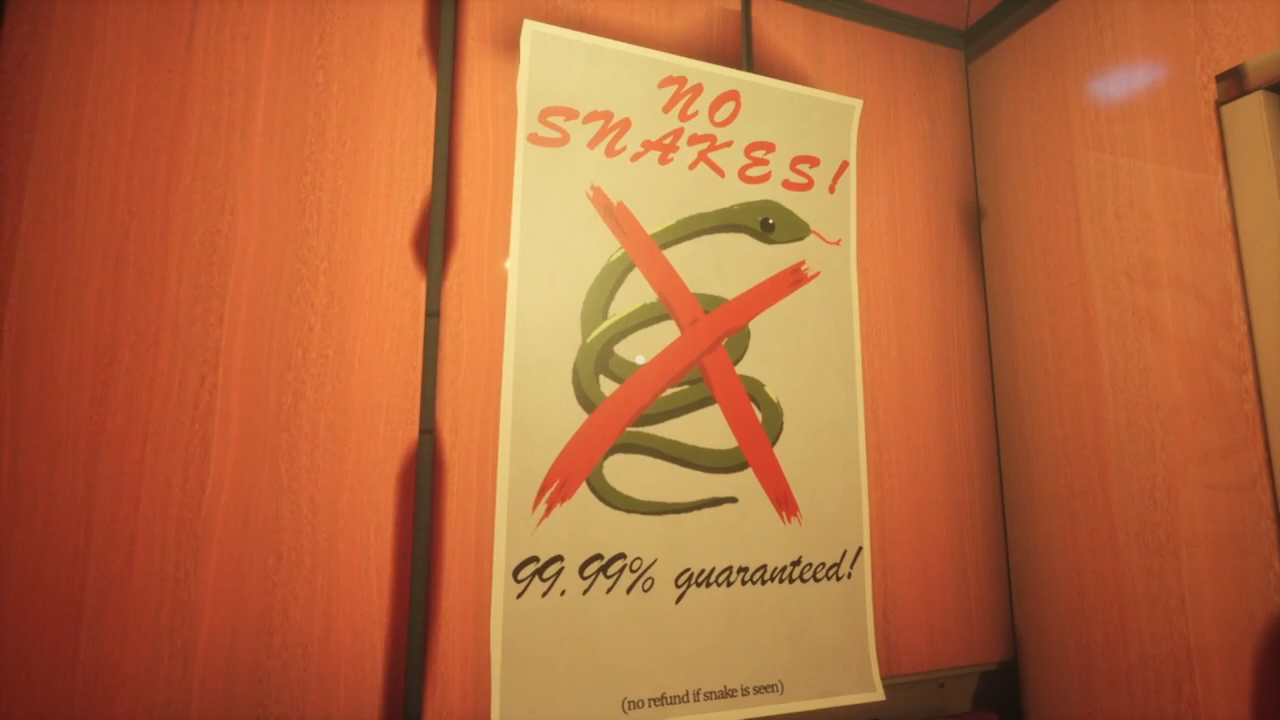 NO
SNAKES!
99.99% guaranteed!
(no refund if snake is seen)